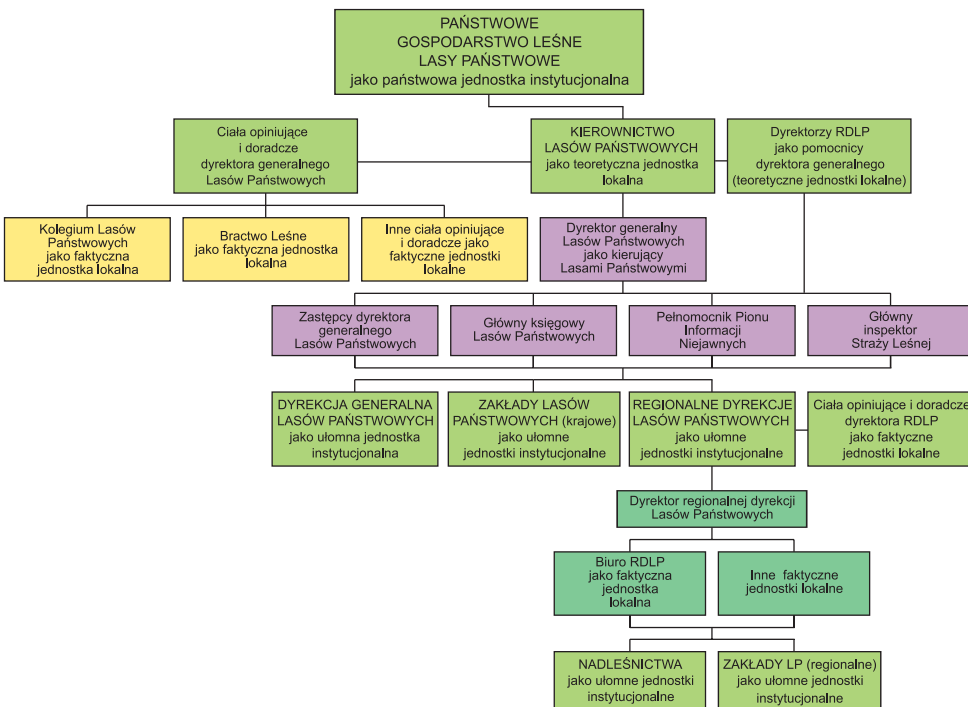 PAŃSTWOWE
GOSPODARSTWO LEŚNE
LASY PAŃSTWOWE
jako państwowa jednostka instytucjonalna
Ciała opiniujące
i doradcze
dyrektora generalnego
Lasów Państwowych
KIEROWNICTWO
LASÓW PAŃSTWOWYCH
jako teoretyczna jednostka
lokalna
Dyrektorzy RDLP
jako pomocnicy
dyrektora generalnego
(teoretyczne jednostki lokalne)
Kolegium Lasów
Państwowych
jako faktyczna
jednostka lokalna
Bractwo Leśne
jako faktyczna jednostka
lokalna
Inne ciała opiniujące
i doradcze jako
faktyczne jednostki
lokalne
Dyrektor generalny
Lasów Państwowych
jako kierujący
Lasami Państwowymi
Zastępcy dyrektora
generalnego
Lasów Państwowych
Główny księgowy
Lasów Państwowych
Pełnomocnik Pionu
Informacji
Niejawnych
Główny
inspektor
Straży Leśnej
DYREKCJA GENERALNA
LASÓW PAŃSTWOWYCH
jako ułomna jednostka
instytucjonalna
ZAKŁADY LASÓW
PAŃSTWOWYCH (krajowe)
jako ułomne
jednostki instytucjonalne
REGIONALNE DYREKCJE
LASÓW PAŃSTWOWYCH
jako ułomne
jednostki instytucjonalne
Ciała opiniujące i doradcze
dyrektora RDLP
jako faktyczne
jednostki lokalne
Dyrektor regionalnej dyrekcji
Lasów Państwowych
Biuro RDLP
jako faktyczna
jednostka
lokalna
Inne faktyczne
jednostki lokalne
NADLEŚNICTWA
jako ułomne jednostki
instytucjonalne
ZAKŁADY LP (regionalne)
jako ułomne jednostki
instytucjonalne